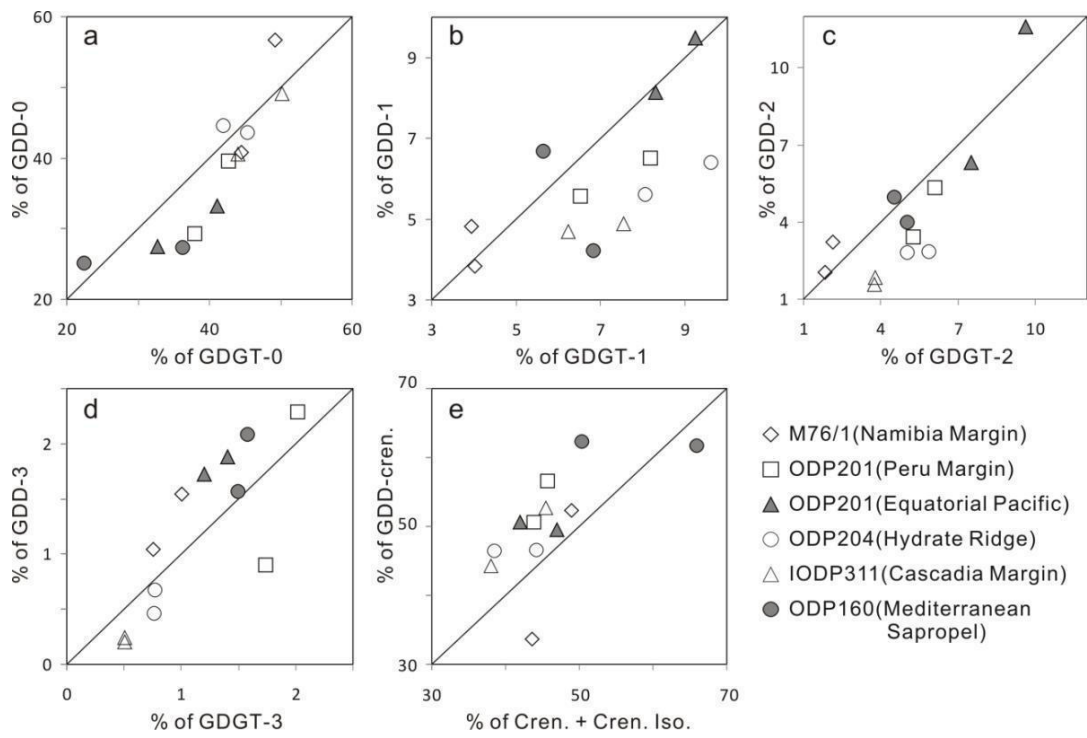 a
60
40
20
% of GDD-0
20
40
60
% of GDGT-0
b
9
7
5
3
% of GDD-1
3
5
7
9
% of GDGT-1
c
10
7
4
1
% of GDD-2
1
4
7
10
% of GDGT-2
d
2
1
0
% of GDD-3
0
1
2
% of GDGT-3
e
70
50
30
% of GDD-cren.
30
50
70
% of Cren. + Cren. Iso.
M76/1(Namibia Margin)
ODP201(Peru Margin)
ODP201(Equatorial Pacific)
ODP204(Hydrate Ridge)
IODP311(Cascadia Margin)
ODP160(Mediterranean
Sapropel)